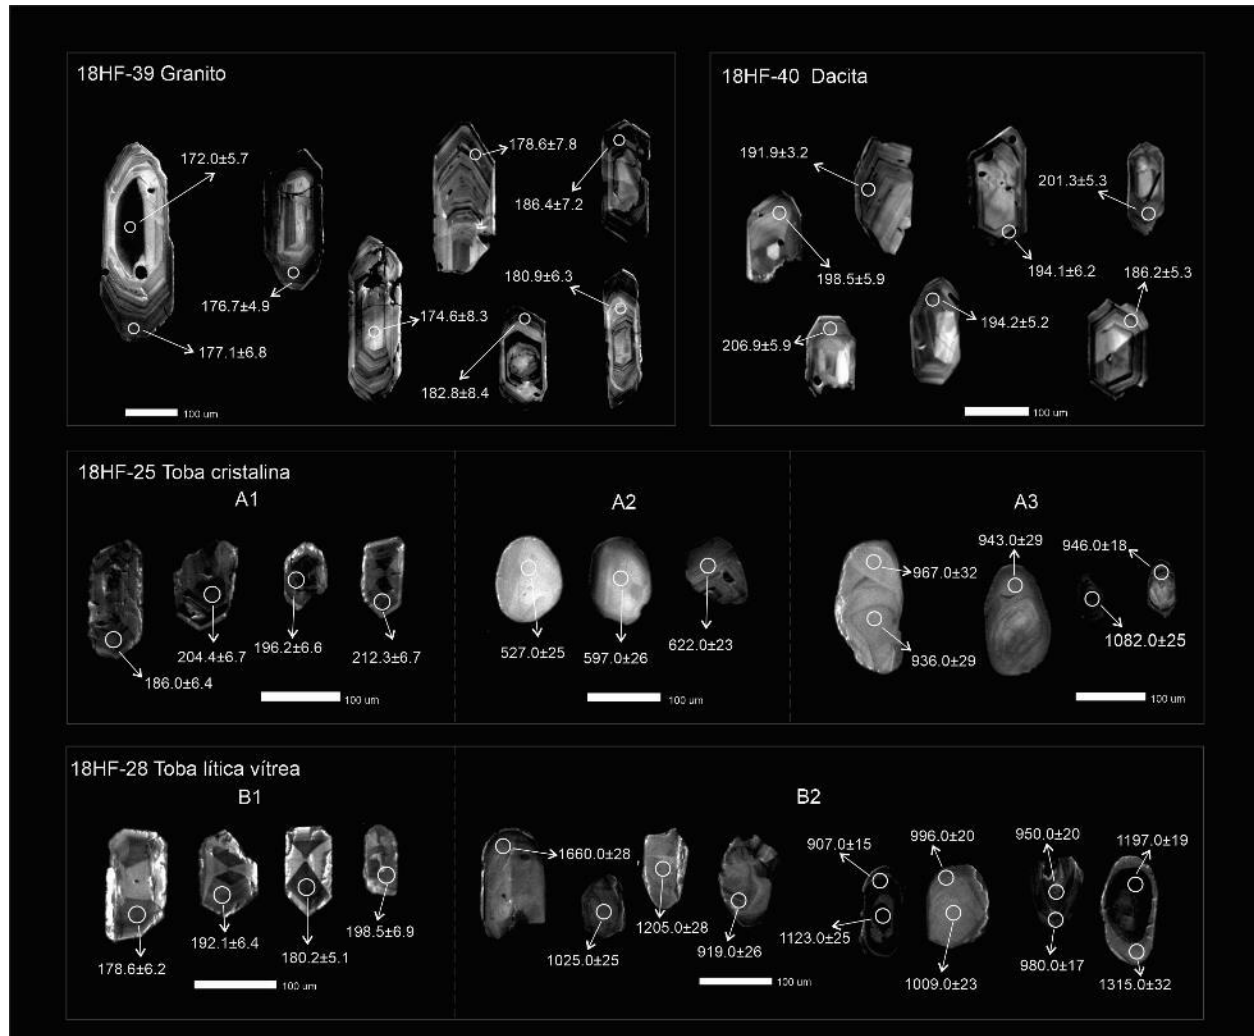 18HF-39 Granito
172.0±5.7
176.7±4.9
177.1±6.8
178.6±7.8
186.4±7.2
174.6±8.3
180.9±6.3
182.8±8.4
100 um
18HF-40 Dacita
191.9±3.2
198.5±5.9
201.3±5.3
194.1±6.2
186.2±5.3
194.2±5.2
206.9±5.9
100 um
18HF-25 Toba cristalina
A1
186.0±6.4
204.4±6.7
196.2±6.6
212.3±6.7
100 um
A2
527.0±25
597.0±26
622.0±23
100 um
A3
967.0±32
936.0±29
943.0±29
946.0±18
1082.0±25
100 um
18HF-28 Toba lítica vítrea
B1
178.6±6.2
192.1±6.4
180.2±5.1
198.5±6.9
100 um
B2
1660.0±28
1025.0±25
1205.0±28
919.0±26
907.0±15
1123.0±25
996.0±20
1009.0±23
950.0±20
980.0±17
1197.0±19
1315.0±32
100 um